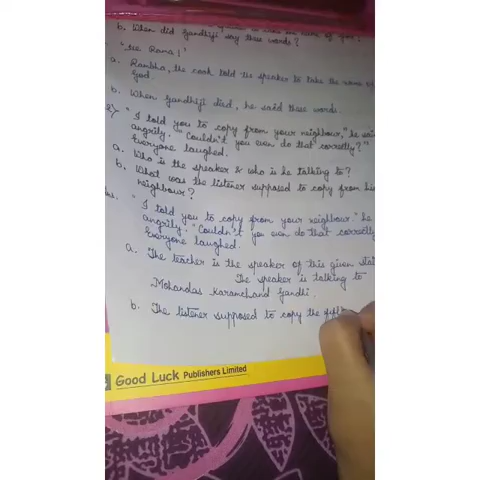 b. When did Gandhiji say these words?
"He Rama!"
a. Rambha, the cook told the speaker to take the name of
God.
b. When Gandhiji died, he said these words.
"I told you to copy from your neighbour," he
angrily. "Couldn't you even do that correctly?"
Everyone laughed.
a. Who is the speaker & who is he talking to?
b. What was the listener supposed to copy from his
neighbour?
"I told you to copy from your neighbour." he
angrily. "Couldn't you even do that correctly
Everyone laughed.
a. The teacher is the speaker of this given
The speaker is talking to
Mohandas Karamchand Gandhi.
b. The listener supposed to copy the
Good Luck Publishers Limited